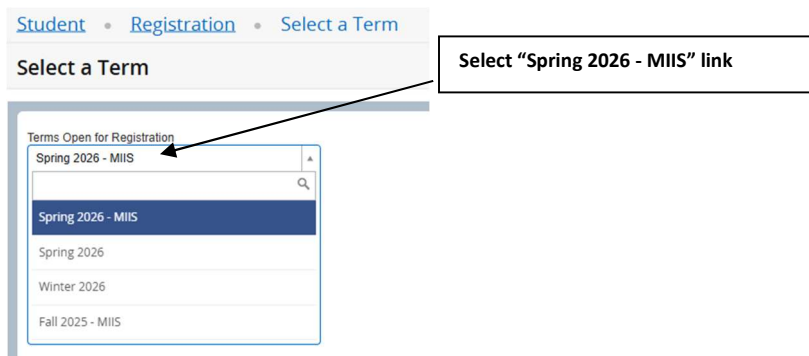 Student • Registration • Select a Term
Select a Term
Select “Spring 2026 - MIIS” link
Terms Open for Registration
Spring 2026 - MIIS
Spring 2026 - MIIS
Spring 2026
Winter 2026
Fall 2025 - MIIS